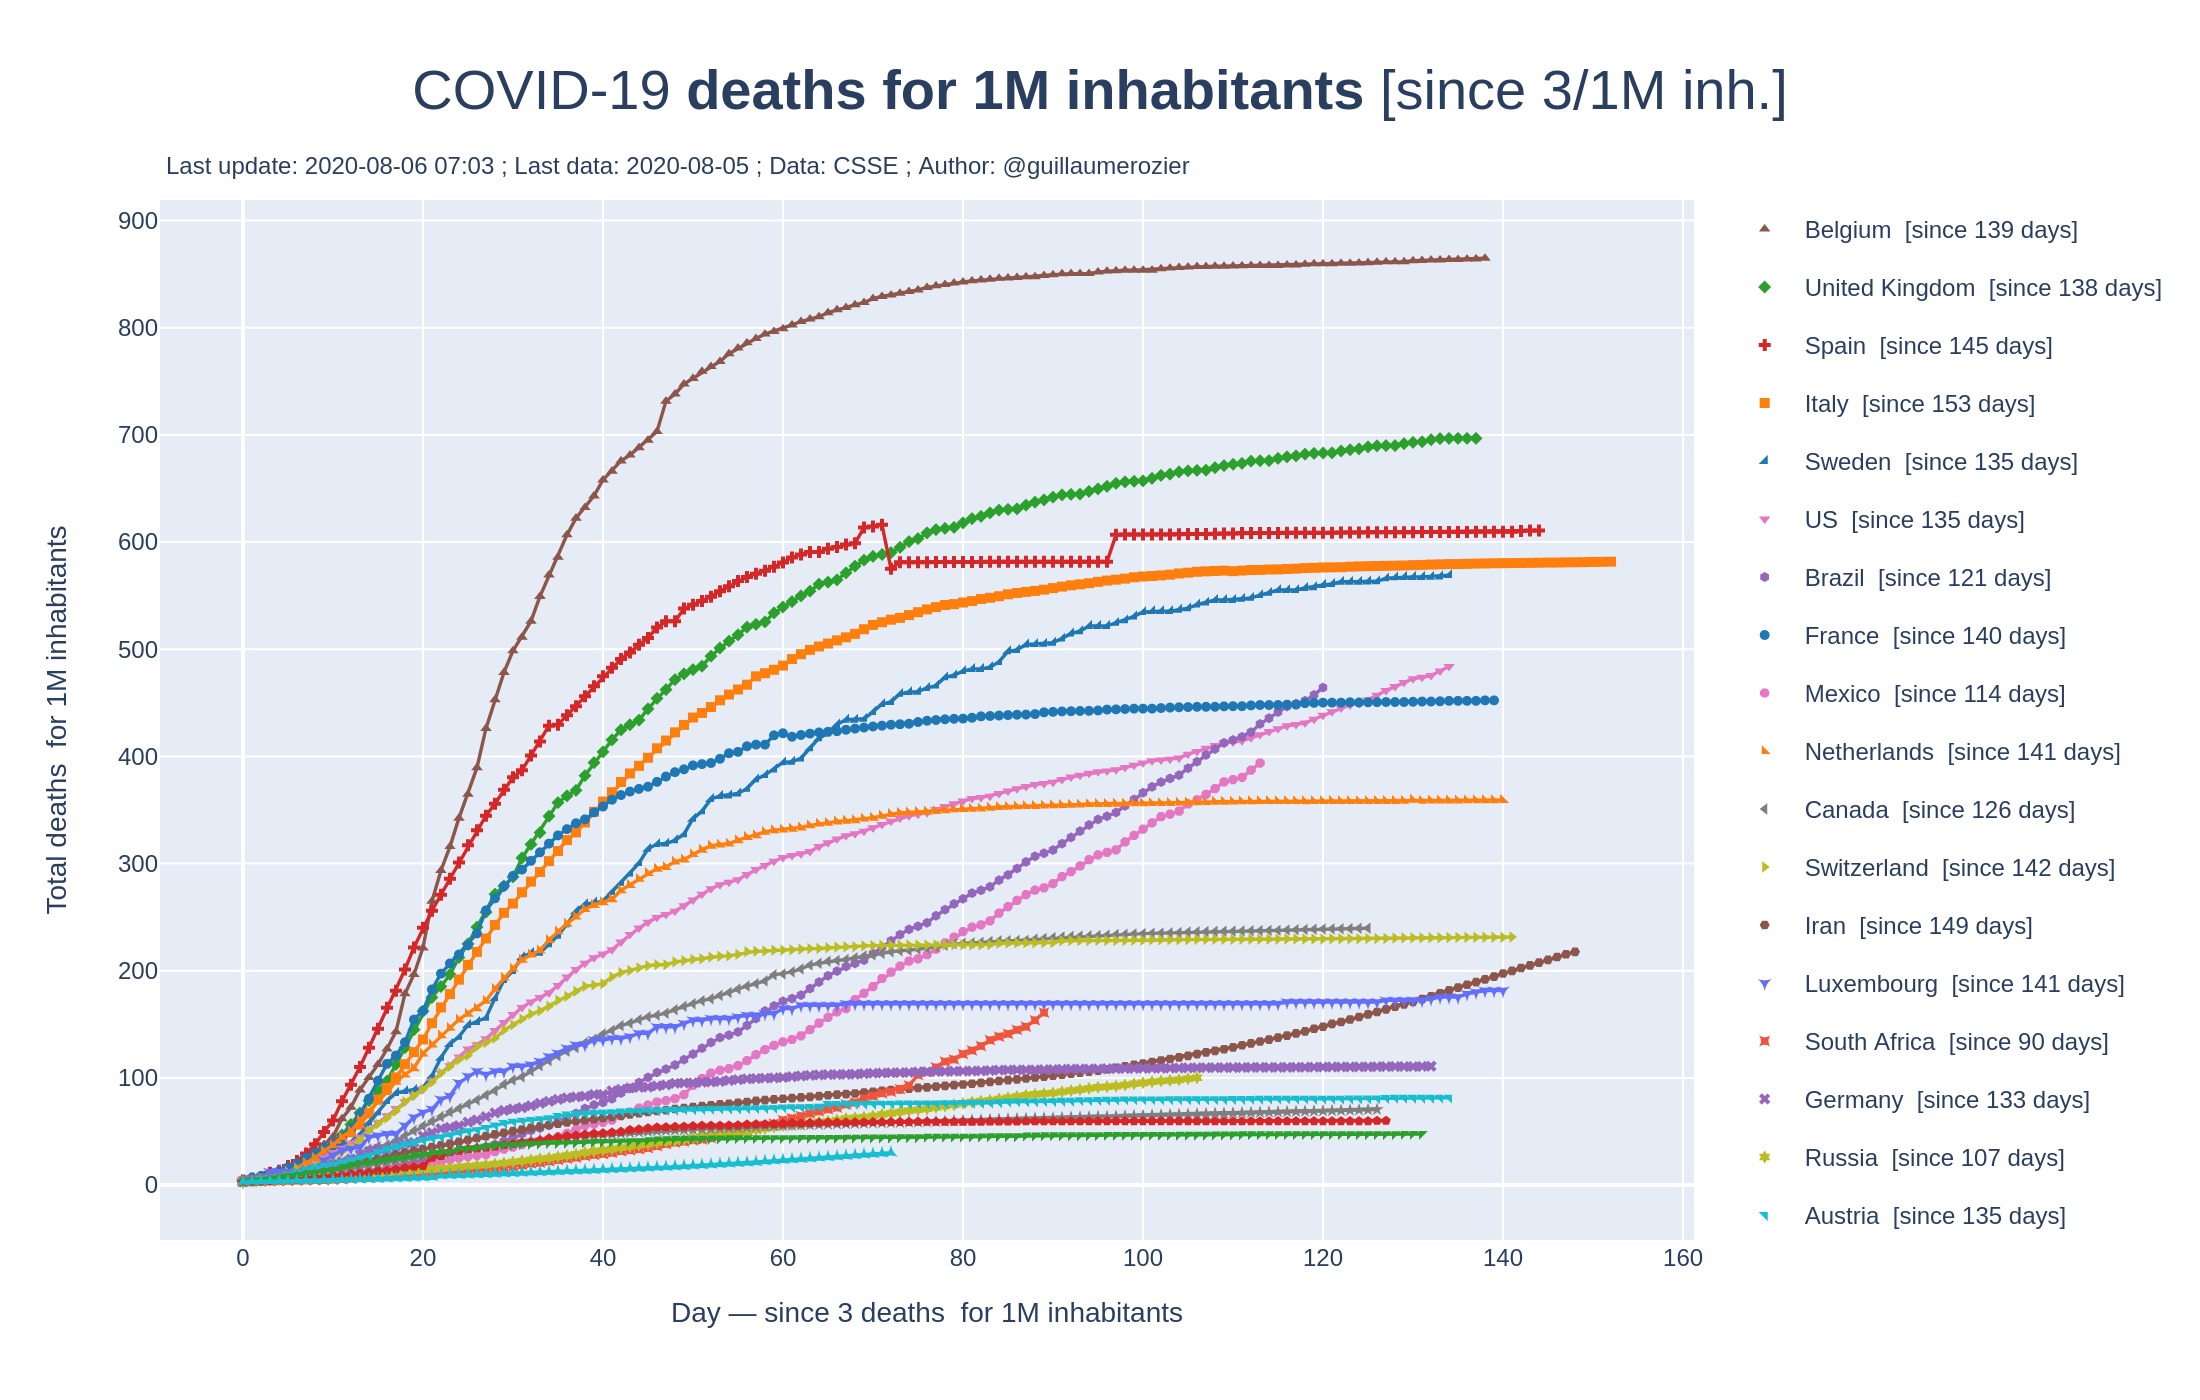 COVID-19 deaths for 1M inhabitants [since 3/1M inh.]
Last update: 2020-08-06 07:03 ; Last data: 2020-08-05 ; Data: CSSE ; Author: @guillaumerozier
Total deaths  for 1M inhabitants
900
800
700
600
500
400
300
200
100
0
0 20 40 60 80 100 120 140 160
Day — since 3 deaths  for 1M inhabitants
Belgium  [since 139 days]
United Kingdom  [since 138 days]
Spain  [since 145 days]
Italy  [since 153 days]
Sweden  [since 135 days]
US  [since 135 days]
Brazil  [since 121 days]
France  [since 140 days]
Mexico  [since 114 days]
Netherlands  [since 141 days]
Canada  [since 126 days]
Switzerland  [since 142 days]
Iran  [since 149 days]
Luxembourg  [since 141 days]
South Africa  [since 90 days]
Germany  [since 133 days]
Russia  [since 107 days]
Austria  [since 135 days]